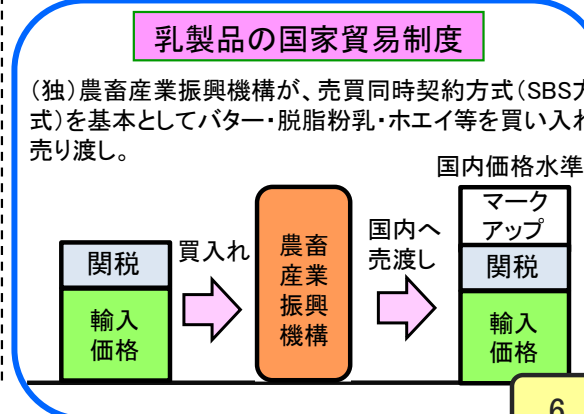 乳製品の国家貿易制度
(独)農畜産業振興機構が、売買同時契約方式(SBS方
式)を基本としてバター・脱脂粉乳・ホエイ等を買い入れ
売り渡し。
国内価格水準
マーク
アップ
関税
輸入
価格
買入れ
農畜
産業
振興
機構
国内へ
売渡し
関税
輸入
価格
6